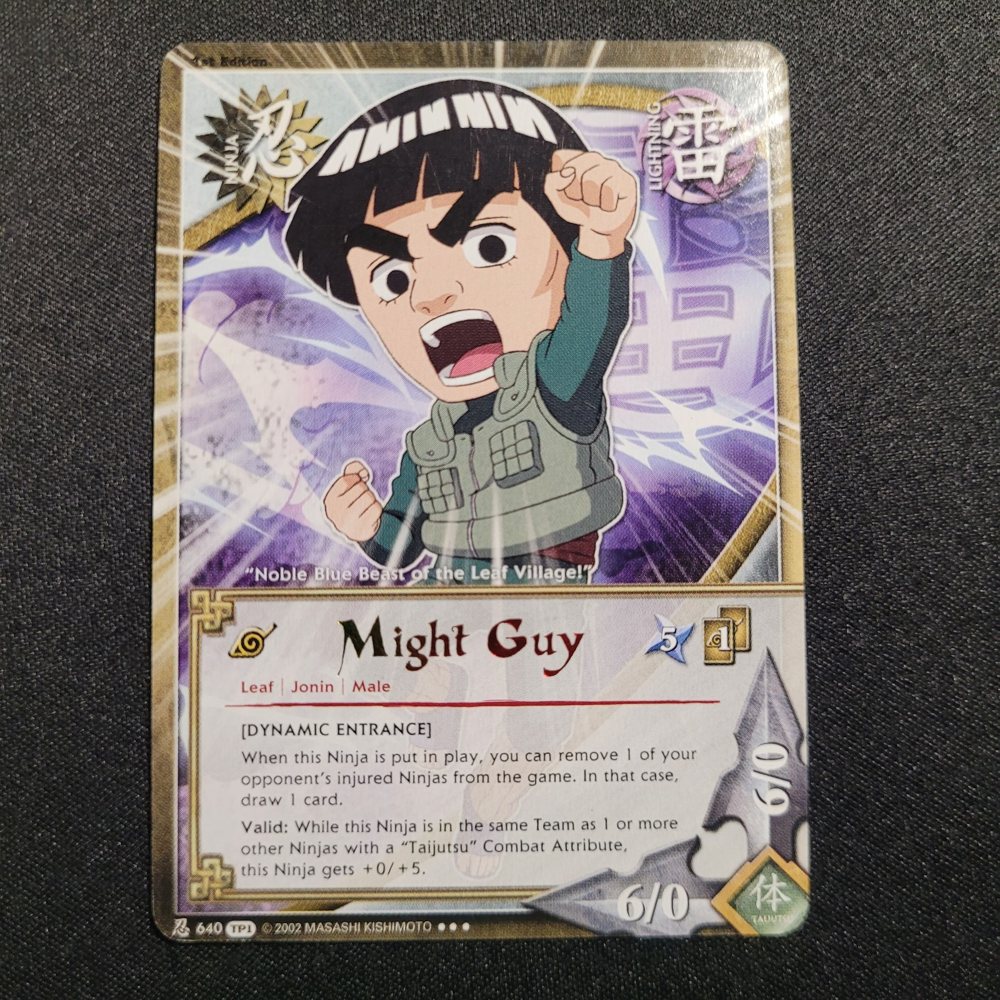 1st Edition
忍
NINJA
雷
LIGHTNING
"Noble Blue Beast of the Leaf Village!"
Might Guy
5
1
Leaf | Jonin | Male
[DYNAMIC ENTRANCE]
When this Ninja is put in play, you can remove 1 of your
opponent's injured Ninjas from the game. In that case,
draw 1 card.
Valid: While this Ninja is in the same Team as 1 or more
other Ninjas with a "Taijutsu" Combat Attribute,
this Ninja gets +0/+5.
6/0
6/0
体
TAIJUTSU
忍 640 TP1 © 2002 MASASHI KISHIMOTO